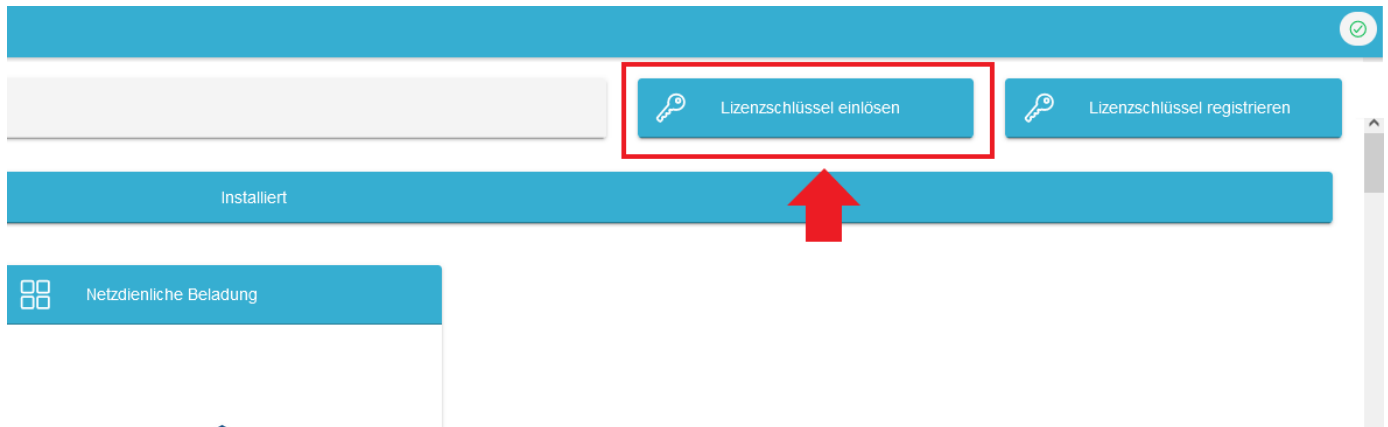 Lizenzschlüssel einlösen
Lizenzschlüssel registrieren
Installiert
Netzdienliche Beladung